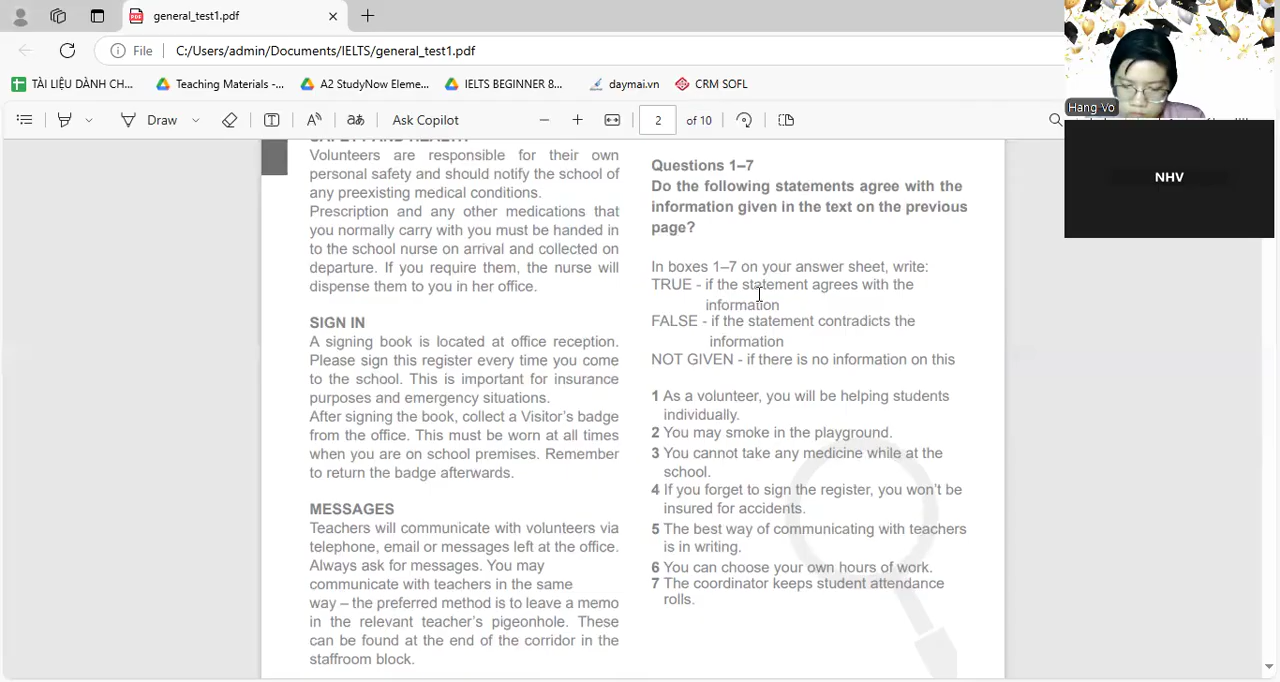 general_test1.pdf
File
C:/Users/admin/Documents/IELTS/general_test1.pdf
TÀI LIỆU DÀNH CH...
Teaching Materials -...
A2 StudyNow Eleme...
IELTS BEGINNER 8...
daymai.vn
CRM SOFL
Draw
Ask Copilot
2
of 10
Hang Vo
NHV
SAFETY AND HEALTH
Volunteers are responsible for their own
personal safety and should notify the school of
any preexisting medical conditions.
Prescription and any other medications that
you normally carry with you must be handed in
to the school nurse on arrival and collected on
departure. If you require them, the nurse will
dispense them to you in her office.
SIGN IN
A signing book is located at office reception.
Please sign this register every time you come
to the school. This is important for insurance
purposes and emergency situations.
After signing the book, collect a Visitor's badge
from the office. This must be worn at all times
when you are on school premises. Remember
to return the badge afterwards.
MESSAGES
Teachers will communicate with volunteers via
telephone, email or messages left at the office.
Always ask for messages. You may
communicate with teachers in the same
way – the preferred method is to leave a memo
in the relevant teacher's pigeonhole. These
can be found at the end of the corridor in the
staffroom block.
Questions 1–7
Do the following statements agree with the
information given in the text on the previous
page?
In boxes 1–7 on your answer sheet, write:
TRUE - if the statement agrees with the
information
FALSE - if the statement contradicts the
information
NOT GIVEN - if there is no information on this
1 As a volunteer, you will be helping students
individually.
2 You may smoke in the playground.
3 You cannot take any medicine while at the
school.
4 If you forget to sign the register, you won't be
insured for accidents.
5 The best way of communicating with teachers
is in writing.
6 You can choose your own hours of work.
7 The coordinator keeps student attendance
rolls.